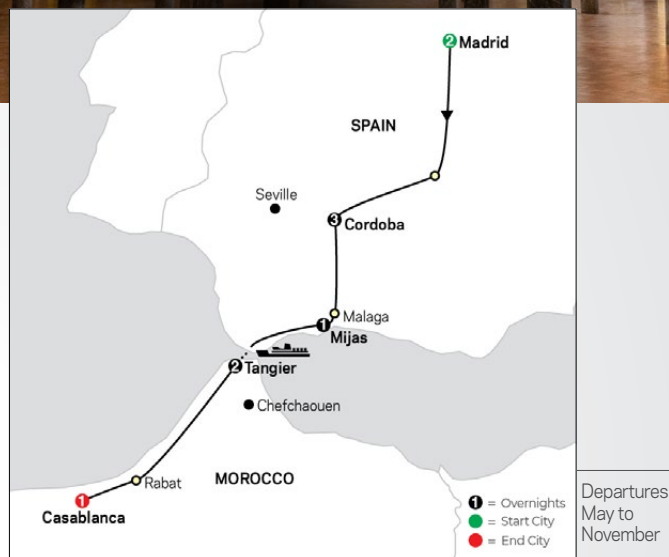 2 Madrid
SPAIN
Seville
3 Cordoba
Malaga
1
Mijas
2 Tangier
Chefchaouen
Rabat
MOROCCO
1
Casablanca
1 = Overnights
= Start City
= End City
Departures
May to
November